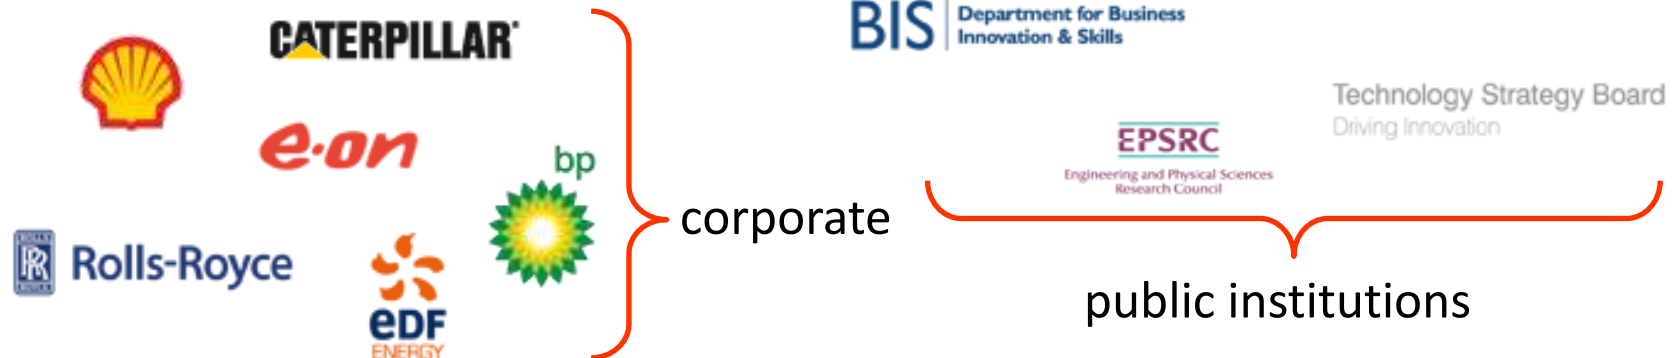 CATERPILLAR
e·on
bp
Rolls-Royce
eDF
ENERGY
corporate
BIS
Department for Business
Innovation & Skills
Technology Strategy Board
Driving Innovation
EPSRC
Engineering and Physical Sciences
Research Council
public institutions